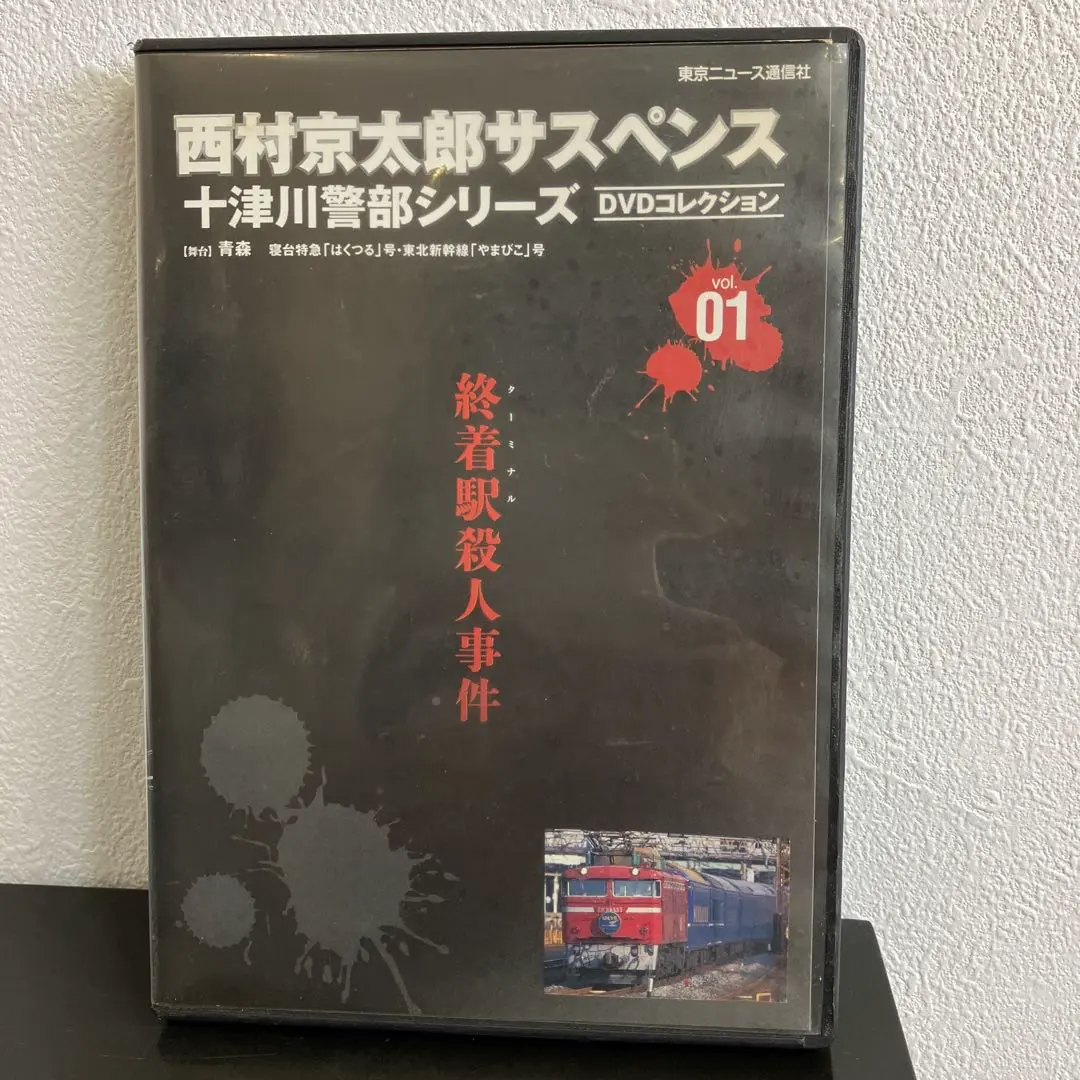 東京ニュース通信社
西村京太郎サスペンス
十津川警部シリーズ DVDコレクション
【舞台】青森 寝台特急「はくつる」号・東北新幹線「やまびこ」号
vol.
01
ターミナル
終着駅殺人事件